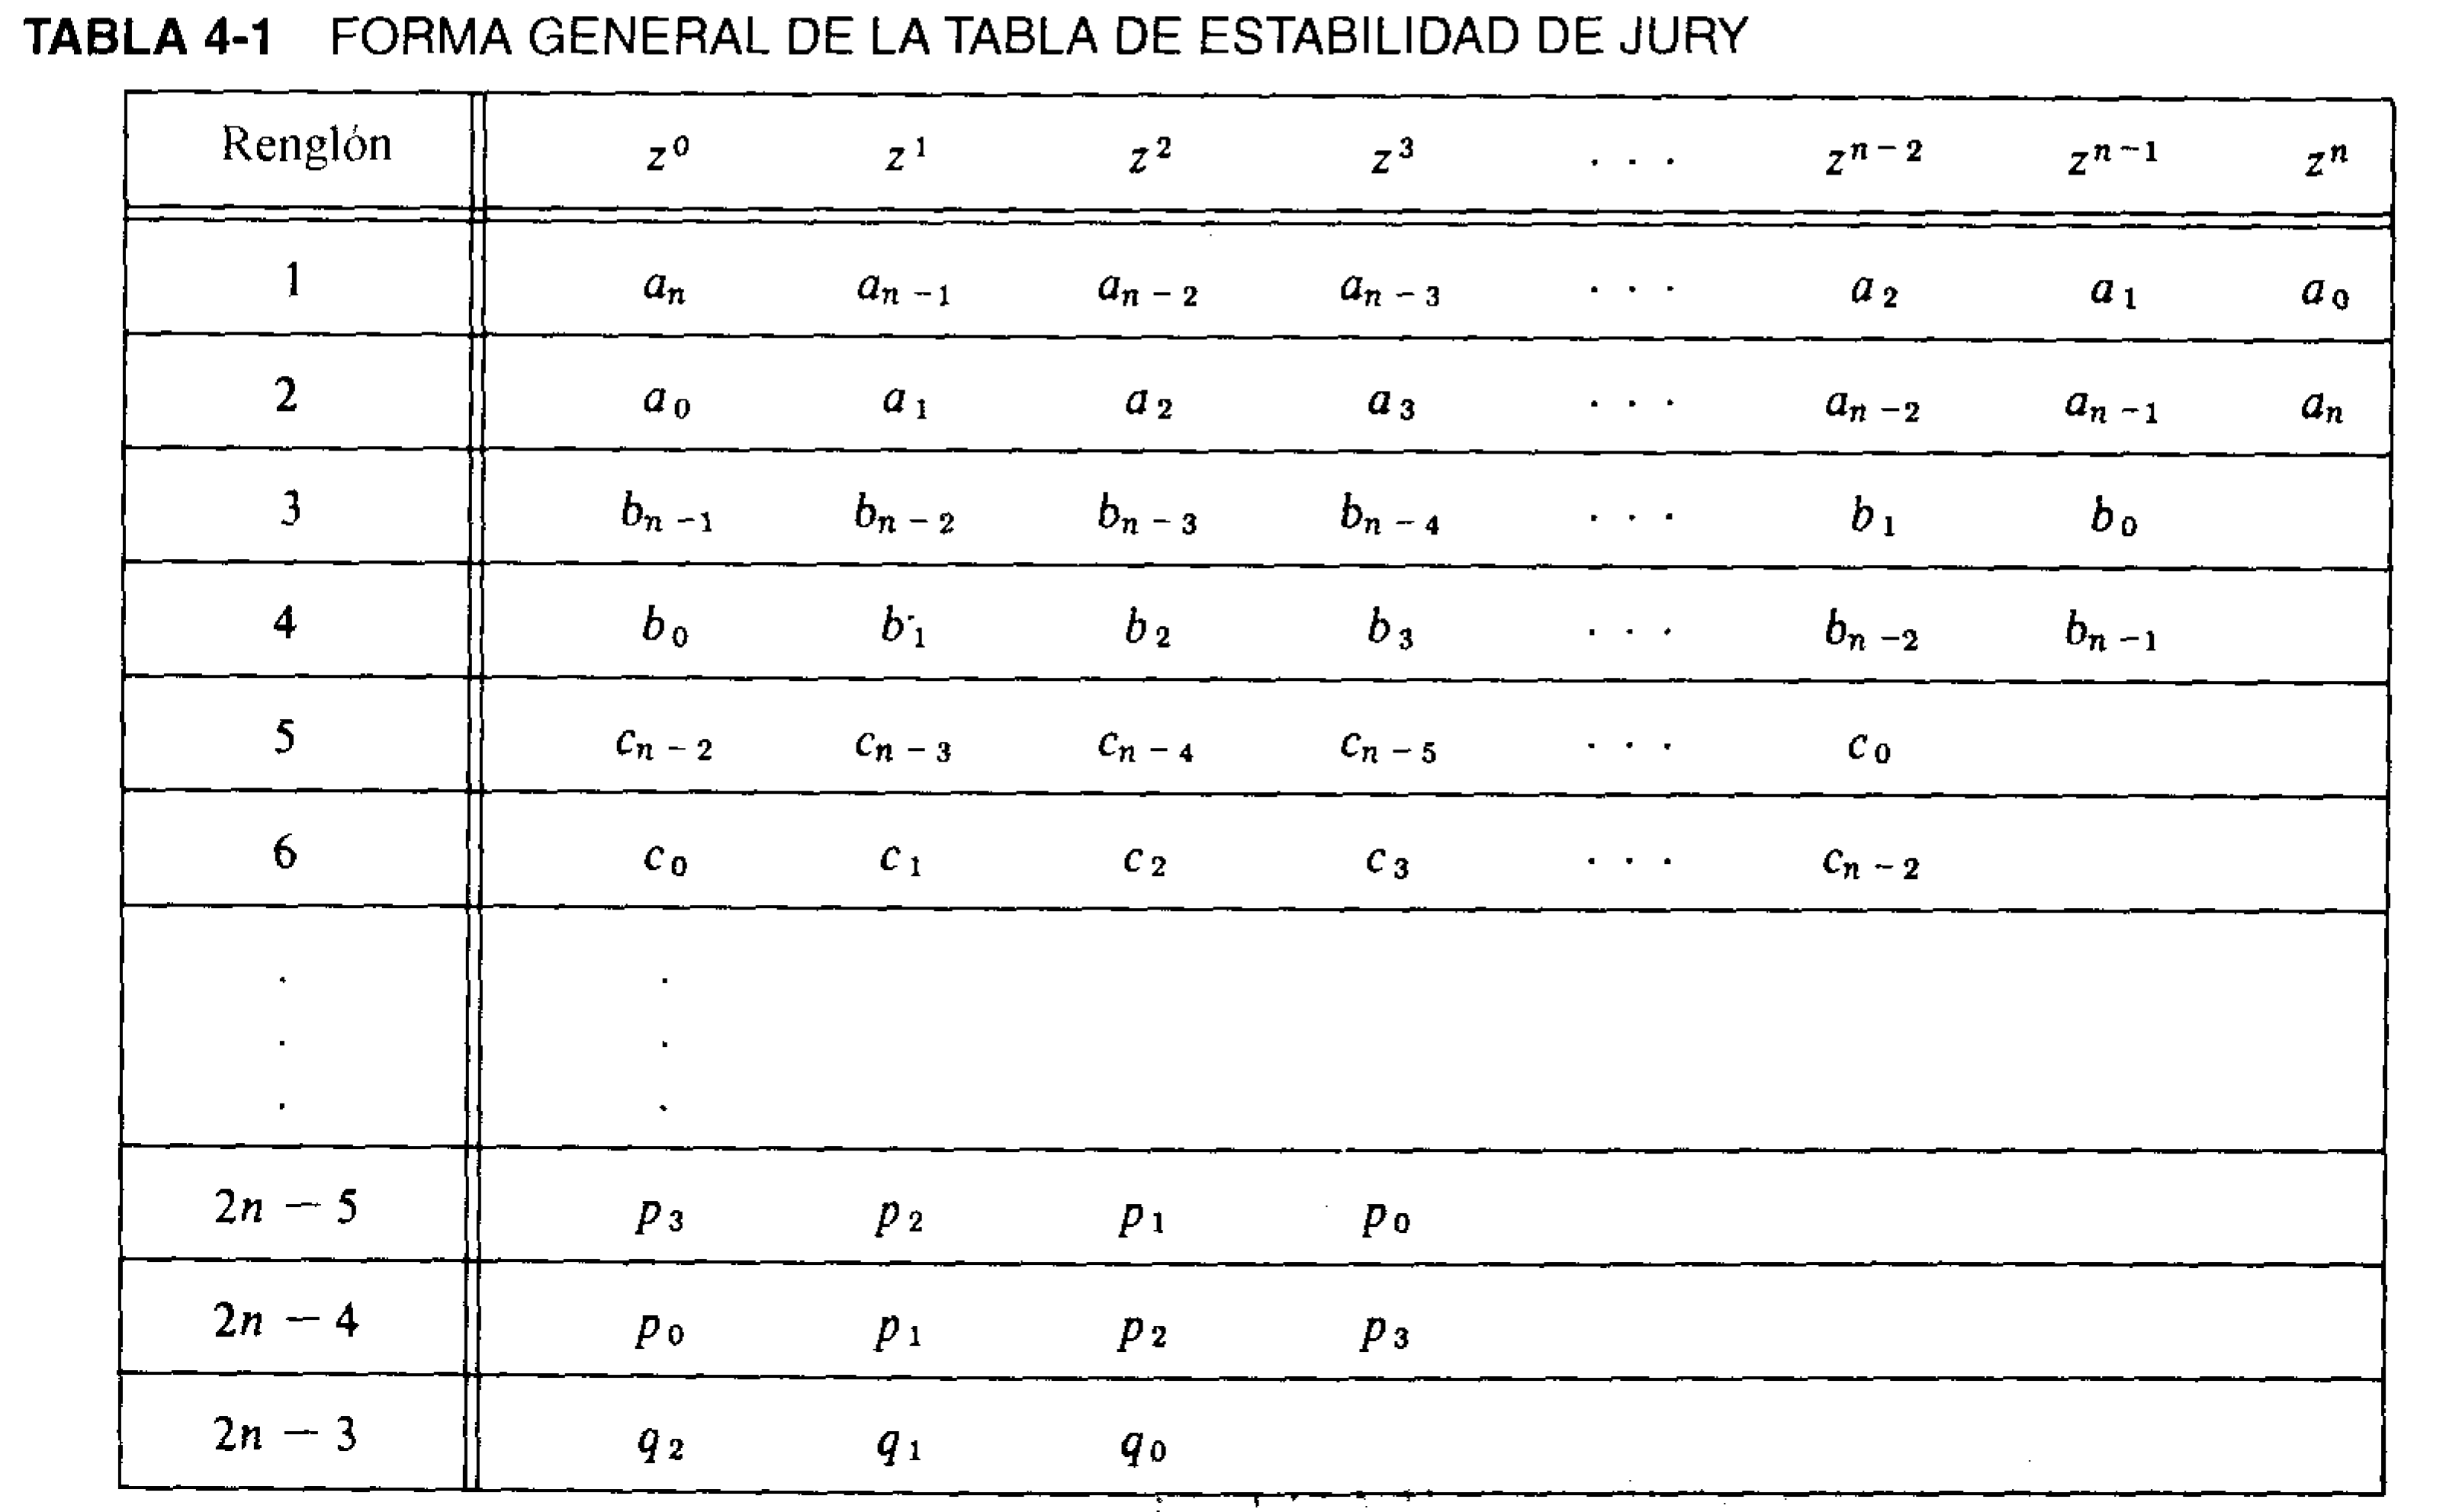 TABLA 4-1 FORMA GENERAL DE LA TABLA DE ESTABILIDAD DE JURY
Renglón z⁰ z¹ z² z³ . . . zⁿ⁻² zⁿ⁻¹ zⁿ
1 aₙ aₙ₋₁ aₙ₋₂ aₙ₋₃ . . . a₂ a₁ a₀
2 a₀ a₁ a₂ a₃ . . . aₙ₋₂ aₙ₋₁ aₙ
3 bₙ₋₁ bₙ₋₂ bₙ₋₃ bₙ₋₄ . . . b₁ b₀
4 b₀ b₁ b₂ b₃ . . . bₙ₋₂ bₙ₋₁
5 cₙ₋₂ cₙ₋₃ cₙ₋₄ cₙ₋₅ . . . c₀
6 c₀ c₁ c₂ c₃ . . . cₙ₋₂
. .
. .
. .
2n − 5 p₃ p₂ p₁ p₀
2n − 4 p₀ p₁ p₂ p₃
2n − 3 q₂ q₁ q₀